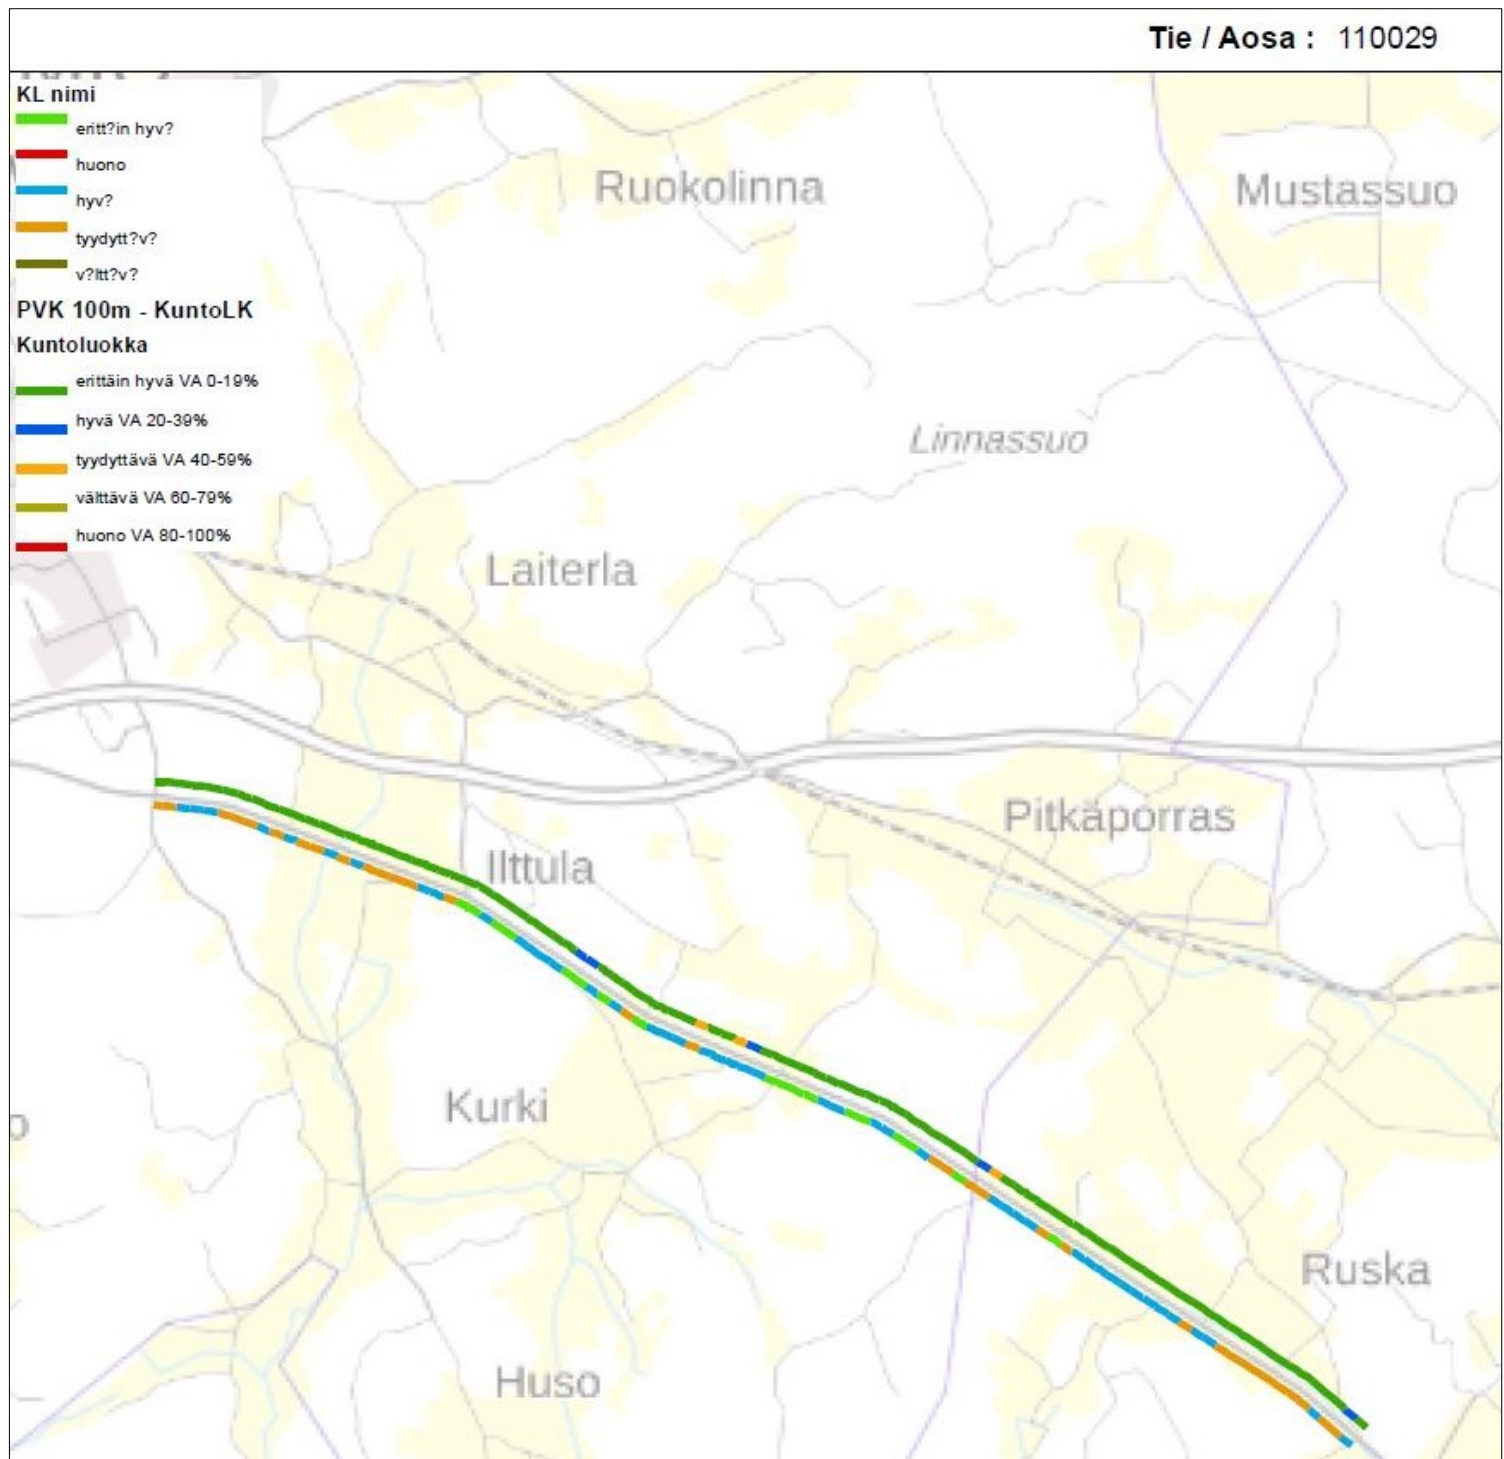 Tie / Aosa : 110029
KL nimi
eritt?in hyv?
huono
hyv?
tyydytt?v?
v?ltt?v?
PVK 100m - KuntoLK
Kuntoluokka
erittäin hyvä VA 0-19%
hyvä VA 20-39%
tyydyttävä VA 40-59%
välttävä VA 60-79%
huono VA 80-100%
Ruokolinna
Mustassuo
Linnassuo
Laiterla
Pitkäporras
Ilttula
Kurki
Ruska
Huso